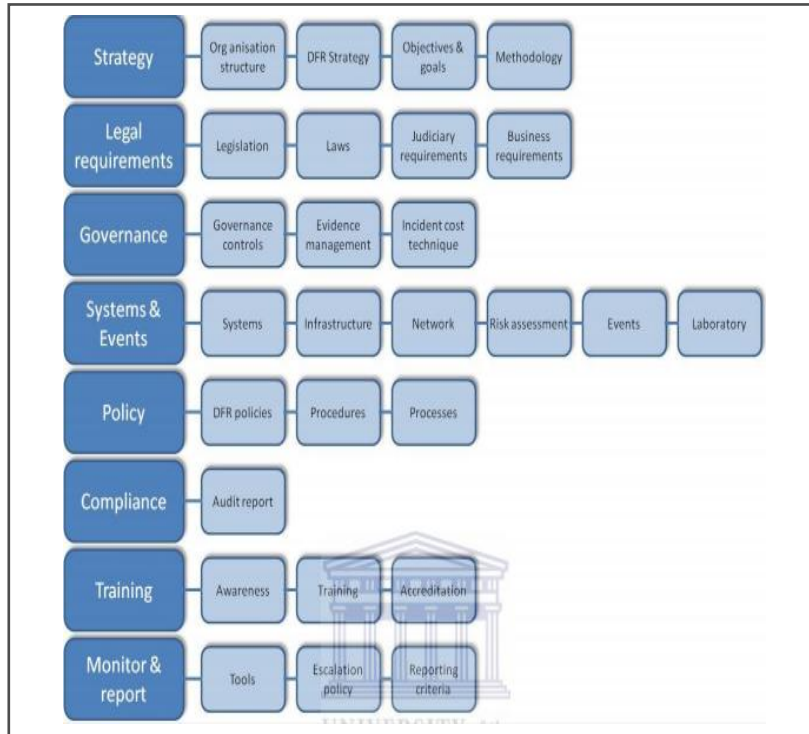 Strategy
Organisation
structure
DFR Strategy
Objectives &
goals
Methodology
Legal
requirements
Legislation
Laws
Judiciary
requirements
Business
requirements
Governance
Governance
controls
Evidence
management
Incident cost
technique
Systems &
Events
Systems
Infrastructure
Network
Risk assessment
Events
Laboratory
Policy
DFR policies
Procedures
Processes
Compliance
Audit report
Training
Awareness
Training
Accreditation
Monitor &
report
Tools
Escalation
policy
Reporting
criteria